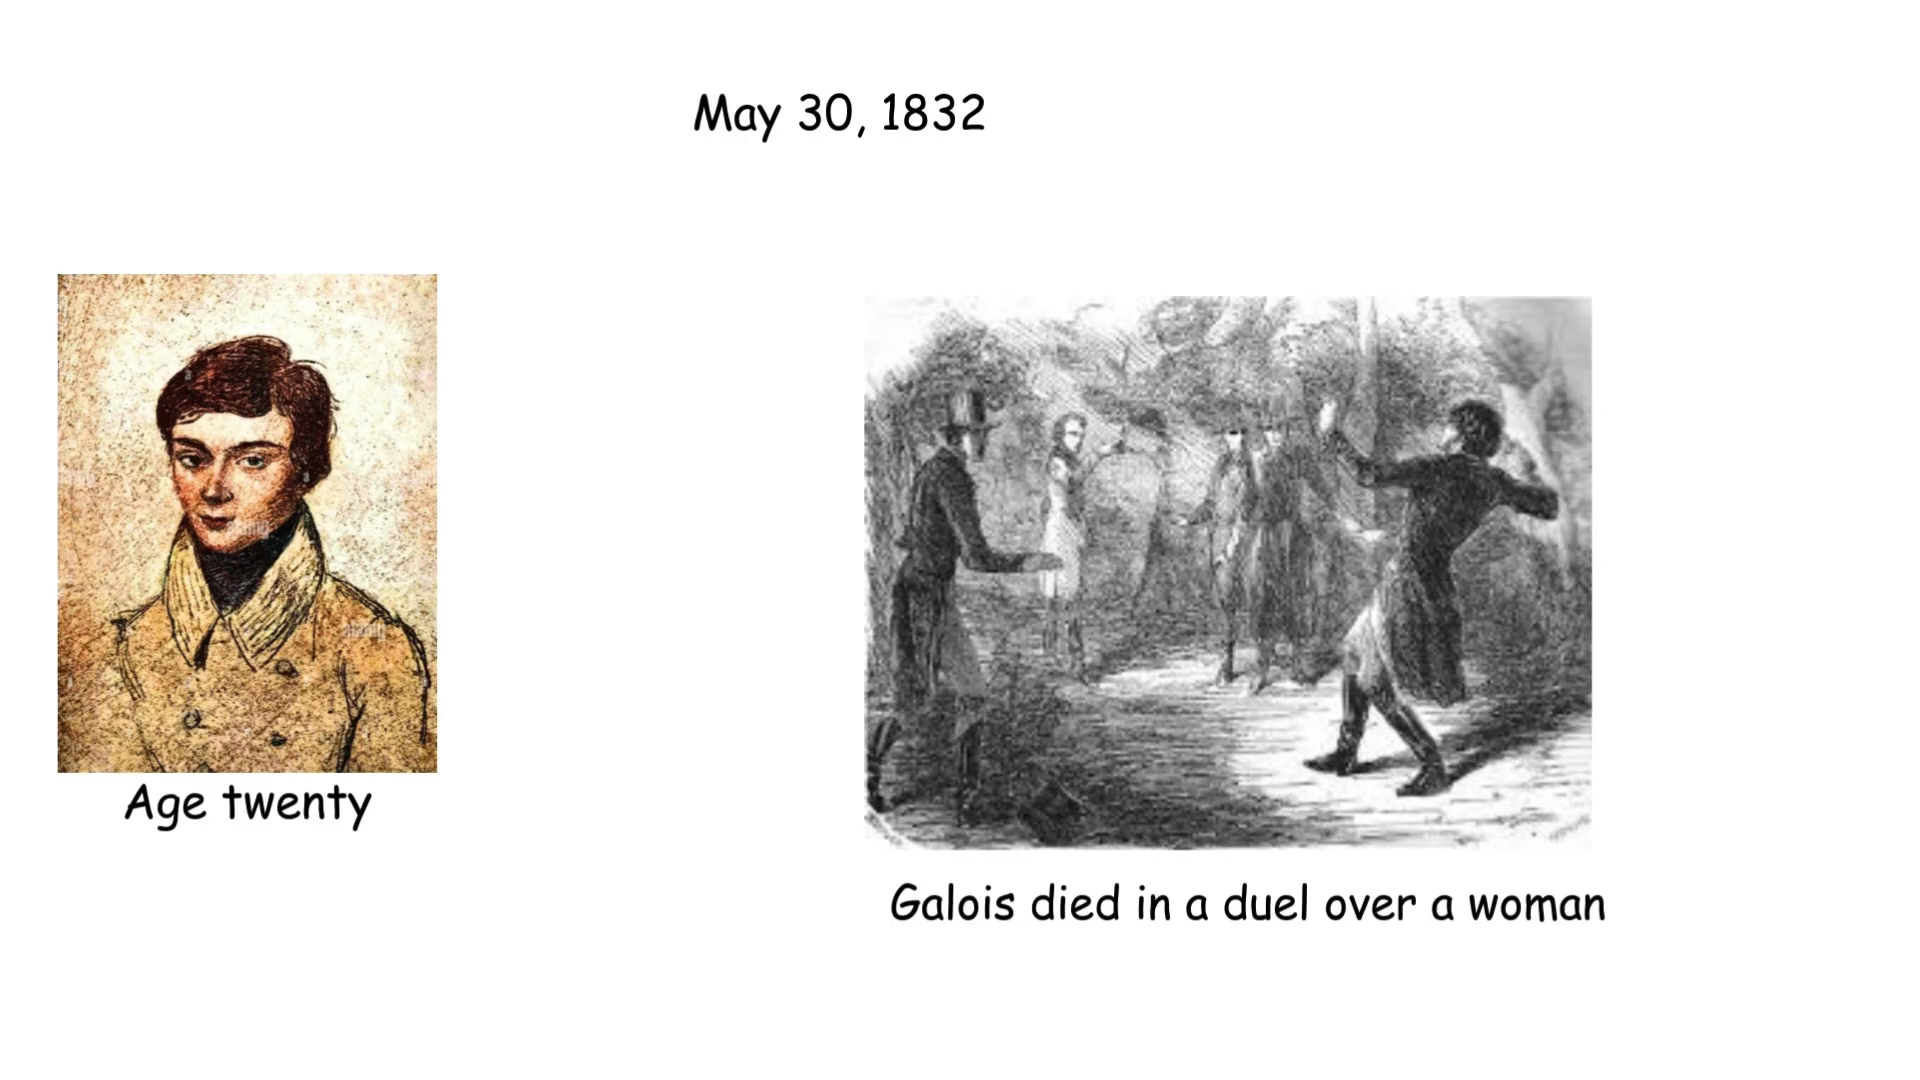 May 30, 1832
Age twenty
Galois died in a duel over a woman